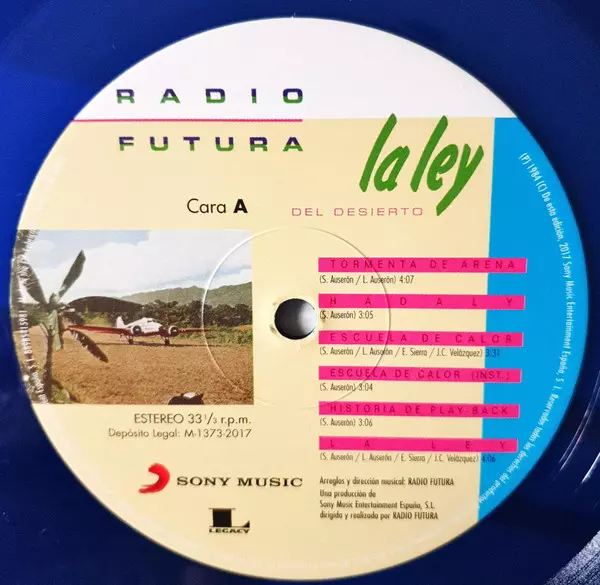 RADIO
FUTURA
la ley
DEL DESIERTO
Cara A
TORMENTA DE ARENA
(S. Auserón / L. Auserón) 4:07
HADALY
(S. Auserón) 3:05
ESCUELA DE CALOR
(S. Auserón / L. Auserón / E. Sierra / J.C. Velázquez) 3:31
ESCUELA DE CALOR (INST.)
(S. Auserón) 3:04
HISTORIA DE PLAY-BACK
(S. Auserón) 3:06
LA LEY
(S. Auserón / L. Auserón / E. Sierra / J.C. Velázquez) 4:06
ESTEREO 33 1/3 r.p.m.
Depósito Legal: M-1373-2017
SONY MUSIC
L
LEGACY
Arreglos y dirección musical: RADIO FUTURA
Una producción de
Sony Music Entertainment España, S.L.
dirigida y realizada por RADIO FUTURA
(P) 1984 (C) De esta edición, 2017 Sony Music Entertainment España, S. L. Reservados todos los derechos del productor